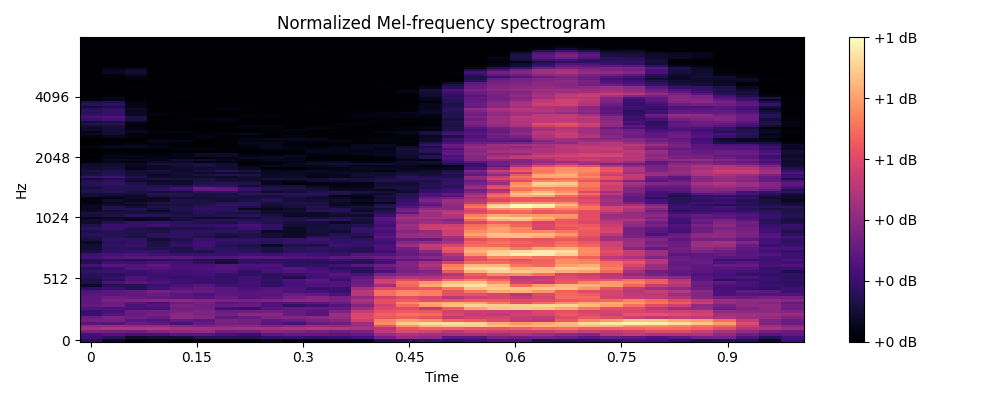 Normalized Mel-frequency spectrogram
Hz
4096
2048
1024
512
0
0 0.15 0.3 0.45 0.6 0.75 0.9
Time
+1 dB
+1 dB
+1 dB
+0 dB
+0 dB
+0 dB